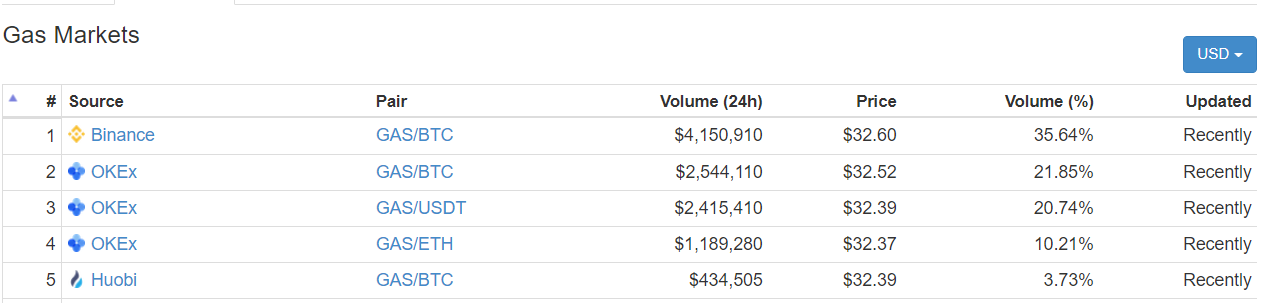 Gas Markets
USD
# Source Pair Volume (24h) Price Volume (%) Updated
1 Binance GAS/BTC $4,150,910 $32.60 35.64% Recently
2 OKEx GAS/BTC $2,544,110 $32.52 21.85% Recently
3 OKEx GAS/USDT $2,415,410 $32.39 20.74% Recently
4 OKEx GAS/ETH $1,189,280 $32.37 10.21% Recently
5 Huobi GAS/BTC $434,505 $32.39 3.73% Recently